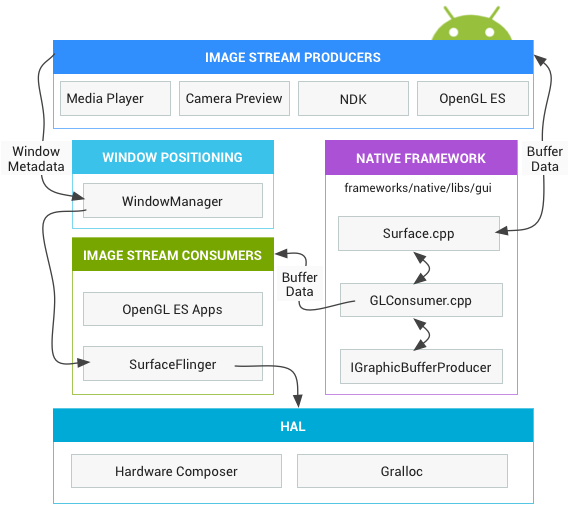 IMAGE STREAM PRODUCERS
Media Player
Camera Preview
NDK
OpenGL ES
Window
Metadata
Buffer
Data
WINDOW POSITIONING
WindowManager
NATIVE FRAMEWORK
frameworks/native/libs/gui
Surface.cpp
GLConsumer.cpp
IGraphicBufferProducer
IMAGE STREAM CONSUMERS
Buffer
Data
OpenGL ES Apps
SurfaceFlinger
HAL
Hardware Composer
Gralloc